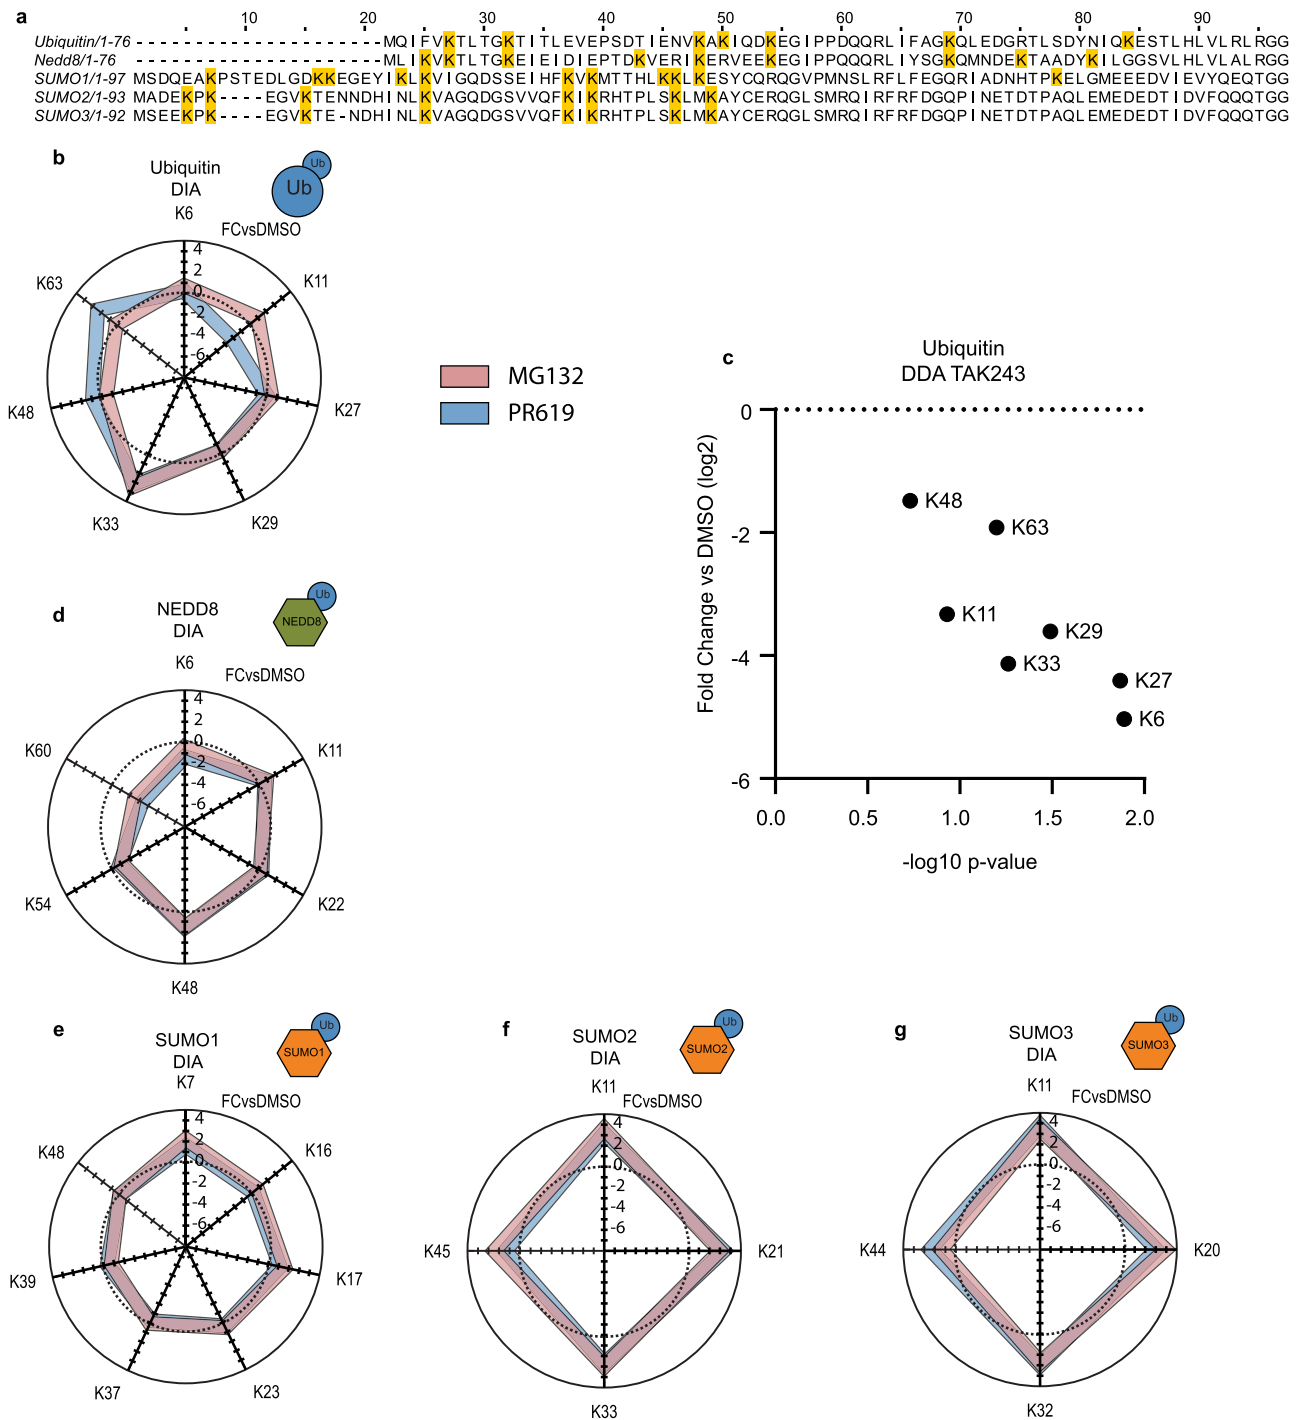 a
10 20 30 40 50 60 70 80 90
Ubiquitin/1-76 ---------------------MQIFVKTLTGKTITLEVEPSDTIENVKAKIQDKEGIPPDQQRLIFAGKQLEDGRTLSDYNIQKESTLHLVLRLRGG
Nedd8/1-76 ---------------------MLIKVKTLTGKEIEIDIEPTDKVERIKERVEEKEGIPPQQQRLIYSGKQMNDEKTAADYKILGGSVLHLVLALRGG
SUMO1/1-97 MSDQEAKPSTEDLGDKKEGEYIKLKVIGQDSSEIHFKVKMTTHLKKLKESYCQRQGVPMNSLRFLFEGQRIADNHTPKELGMEEEDVIEVYQEQTGG
SUMO2/1-93 MADEKPK----EGVKTENNDHINLKVAGQDGSVVQFKIKRHTPLSKLMKAYCERQGLSMRQIRFRFDGQPINETDTPAQLEMEDEDTIDVFQQQTGG
SUMO3/1-92 MSEEKPK----EGVKTE-NDHINLKVAGQDGSVVQFKIKRHTPLSKLMKAYCERQGLSMRQIRFRFDGQPINETDTPAQLEMEDEDTIDVFQQQTGG
b
Ubiquitin
DIA
Ub
Ub
FCvsDMSO
K6
K11
K27
K29
K33
K48
K63
4
2
0
-2
-4
-6
MG132
PR619
c
Ubiquitin
DDA TAK243
Fold Change vs DMSO (log2)
0
-2
-4
-6
K48
K63
K11
K29
K33
K27
K6
0.0 0.5 1.0 1.5 2.0
-log10 p-value
d
NEDD8
DIA
NEDD8
Ub
FCvsDMSO
K6
K11
K22
K48
K54
K60
4
2
0
-2
-4
-6
e
SUMO1
DIA
SUMO1
Ub
FCvsDMSO
K7
K16
K17
K23
K37
K39
K48
4
2
0
-2
-4
-6
f
SUMO2
DIA
SUMO2
Ub
FCvsDMSO
K11
K21
K33
K45
4
2
0
-2
-4
-6
g
SUMO3
DIA
SUMO3
Ub
FCvsDMSO
K11
K20
K32
K44
4
2
0
-2
-4
-6